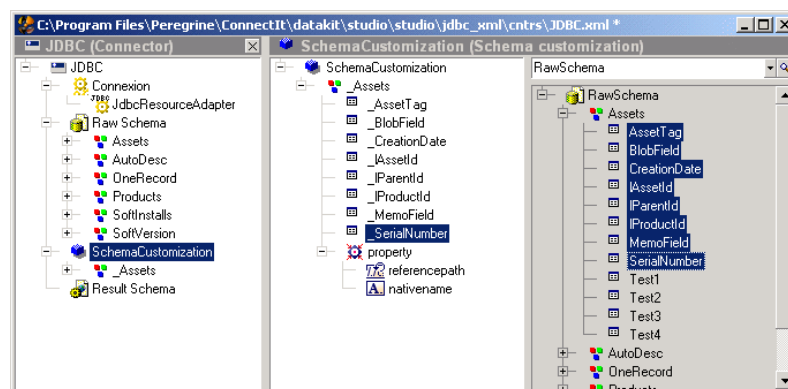 C:\Program Files\Peregrine\ConnectIt\datakit\studio\studio\jdbc_xml\cntrs\JDBC.xml *
JDBC (Connector)
JDBC
Connexion
JDBC
JdbcResourceAdapter
Raw Schema
Assets
AutoDesc
OneRecord
Products
SoftInstalls
SoftVersion
SchemaCustomization
_Assets
Result Schema
SchemaCustomization (Schema customization)
SchemaCustomization
_Assets
_AssetTag
_BlobField
_CreationDate
_lAssetId
_lParentId
_lProductId
_MemoField
_SerialNumber
property
referencepath
A. nativename
RawSchema
RawSchema
Assets
AssetTag
BlobField
CreationDate
lAssetId
lParentId
lProductId
MemoField
SerialNumber
Test1
Test2
Test3
Test4
AutoDesc
OneRecord
Products